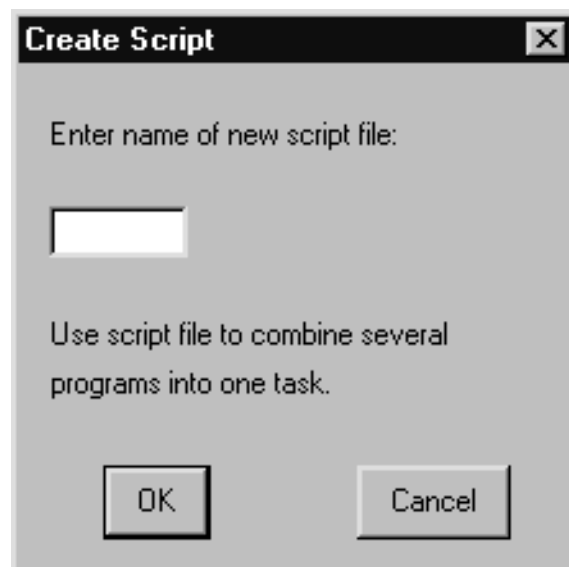 Create Script
Enter name of new script file:
Use script file to combine several
programs into one task.
OK Cancel